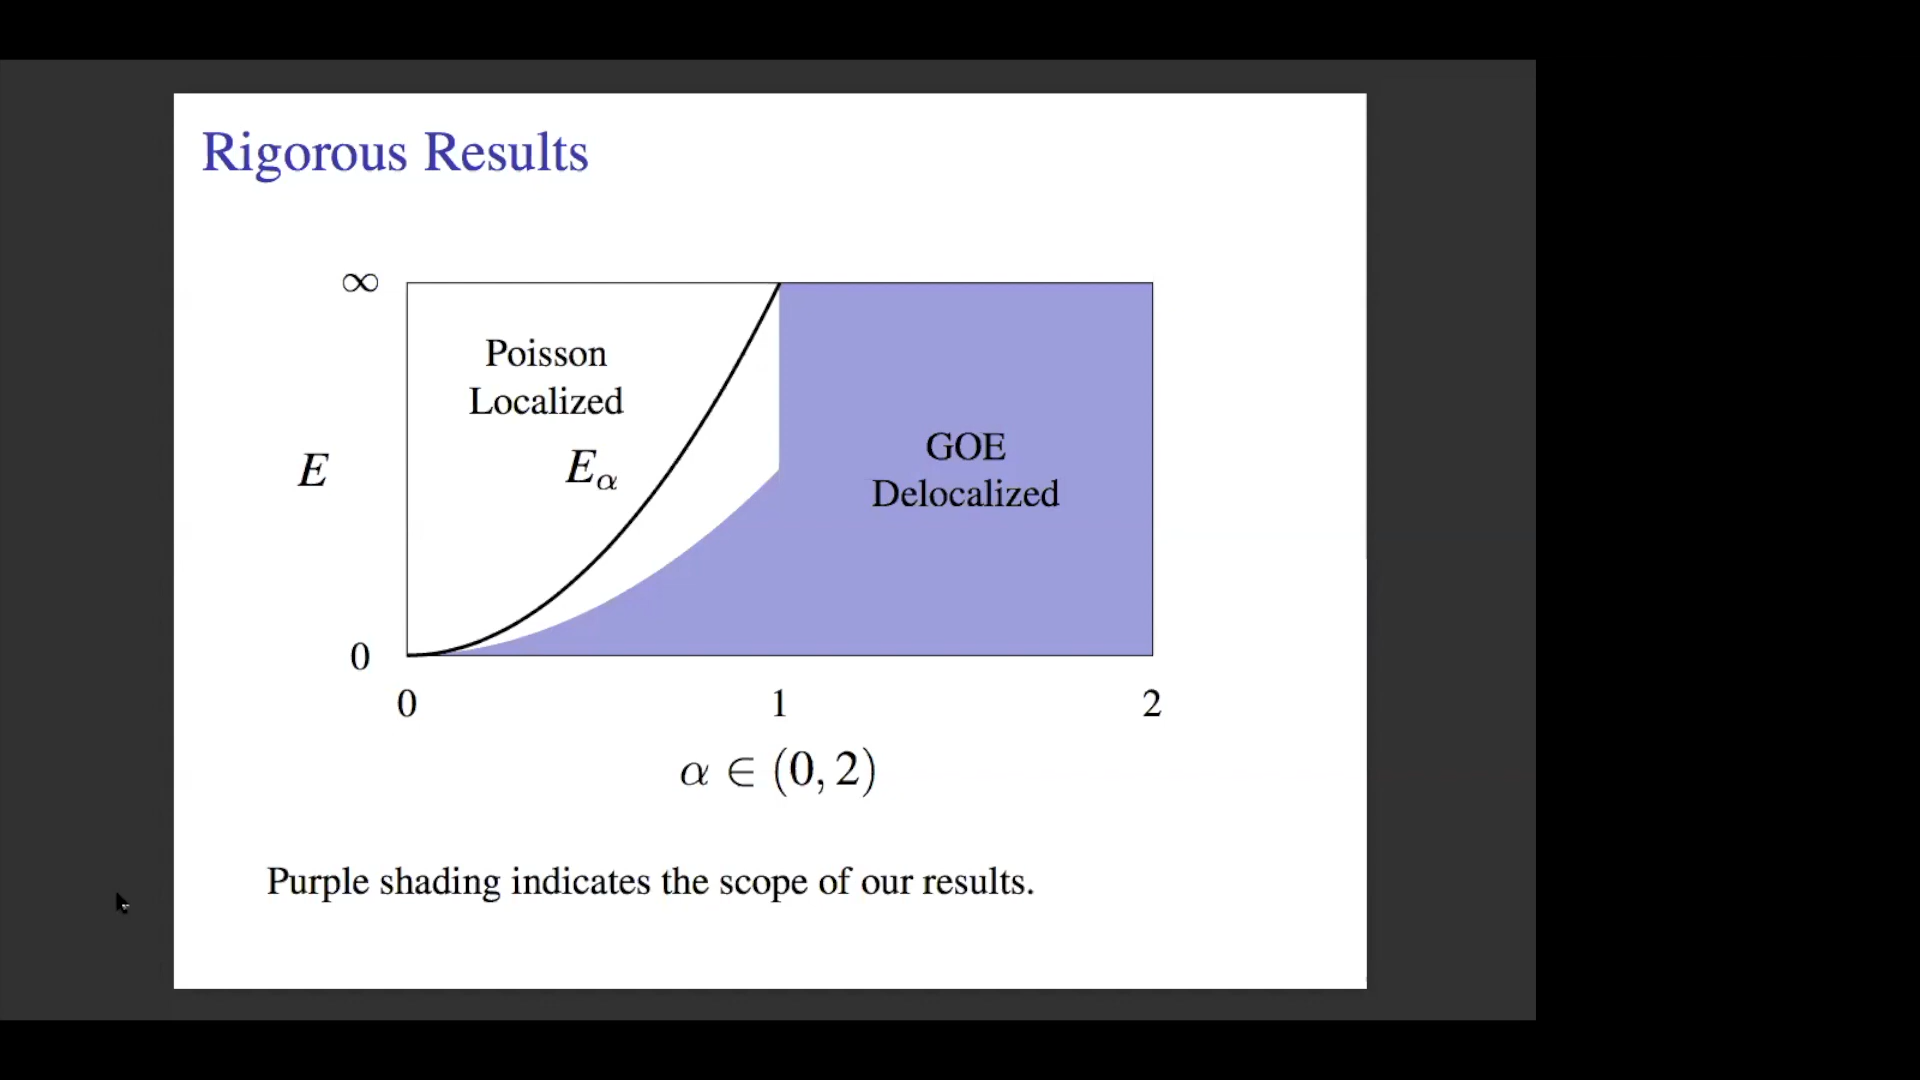 Rigorous Results
∞
Poisson
Localized
E
E_α
GOE
Delocalized
0
0 1 2
α ∈ (0, 2)
Purple shading indicates the scope of our results.